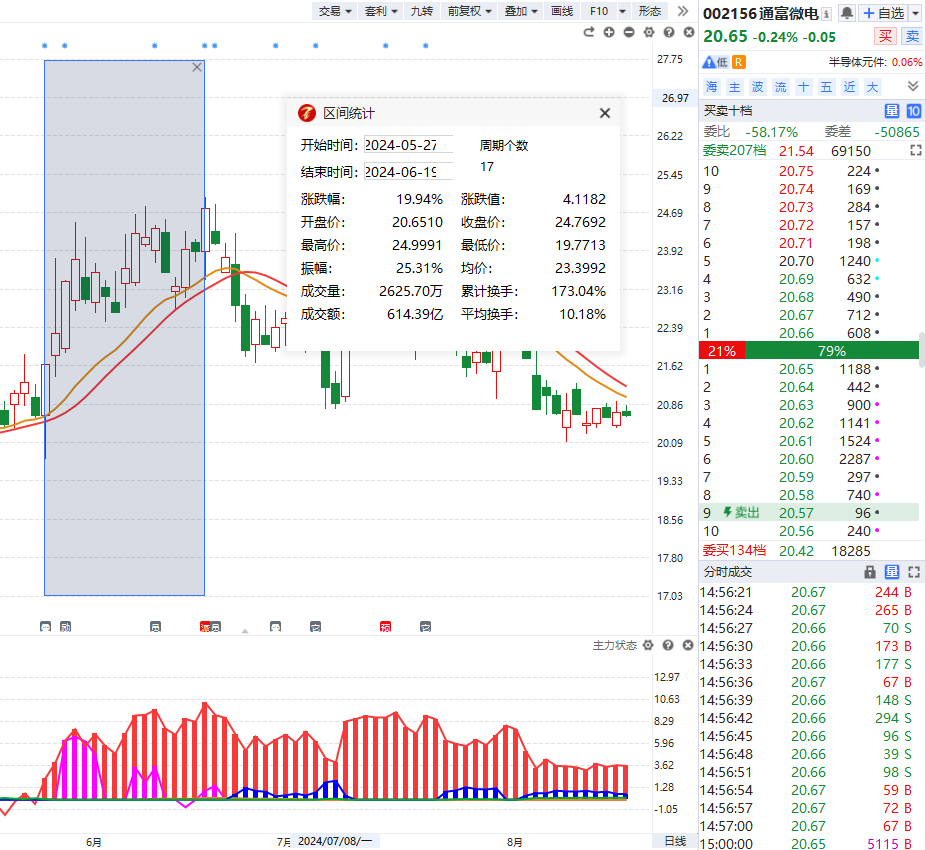 交易 套利 九转 前复权 叠加 画线 F10 形态
002156 通富微电 自选
20.65 -0.24% -0.05 买 卖
低 R 半导体元件: 0.06%
海 主 波 流 十 五 近 大
买卖十档 10
委比 -58.17% 委差 -50865
委卖207档 21.54 69150
10 20.75 224
9 20.74 169
8 20.73 284
7 20.72 157
6 20.71 198
5 20.70 1240
4 20.69 632
3 20.68 490
2 20.67 712
1 20.66 608
21% 79%
1 20.65 1188
2 20.64 442
3 20.63 900
4 20.62 1141
5 20.61 1524
6 20.60 2287
7 20.59 297
8 20.58 740
9 卖出 20.57 96
10 20.56 240
委买134档 20.42 18285
分时成交
14:56:21 20.67 244 B
14:56:24 20.67 265 B
14:56:27 20.66 70 S
14:56:30 20.66 173 B
14:56:33 20.66 177 S
14:56:36 20.67 67 B
14:56:39 20.66 148 S
14:56:42 20.66 294 S
14:56:45 20.66 96 S
14:56:48 20.66 39 S
14:56:51 20.66 98 S
14:56:54 20.67 59 B
14:56:57 20.67 72 B
14:57:00 20.67 67 B
15:00:00 20.65 5115 B
27.75
26.97
26.22
25.45
24.69
23.92
23.16
22.39
21.62
20.86
20.09
19.33
18.56
17.80
17.03
区间统计
开始时间: 2024-05-27 周期个数
结束时间: 2024-06-19 17
涨跌幅: 19.94% 涨跌值: 4.1182
开盘价: 20.6510 收盘价: 24.7692
最高价: 24.9991 最低价: 19.7713
振幅: 25.31% 均价: 23.3992
成交量: 2625.70万 累计换手: 173.04%
成交额: 614.39亿 平均换手: 10.18%
主力状态
12.97
10.63
8.29
5.96
3.62
1.28
-1.05
6月 7月 2024/07/08/一 8月 日线